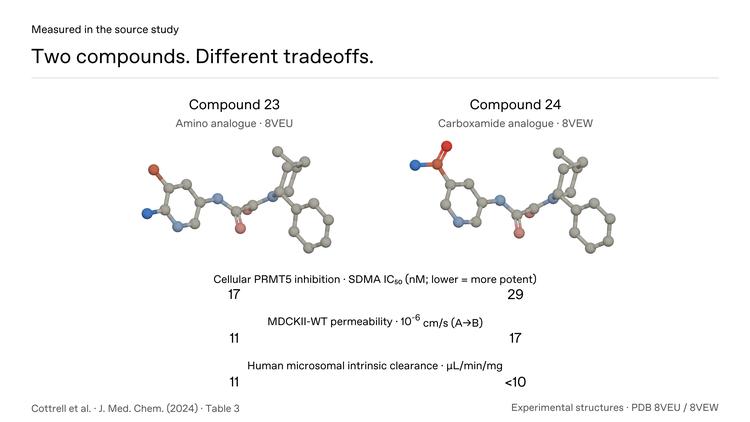 Measured in the source study
Two compounds. Different tradeoffs.
Compound 23
Compound 24
Amino analogue · 8VEU
Carboxamide analogue · 8VEW
Cellular PRMT5 inhibition · SDMA IC₅₀ (nM; lower = more potent)
17
29
MDCKII-WT permeability · 10⁻⁶ cm/s (A→B)
11
17
Human microsomal intrinsic clearance · µL/min/mg
11
<10
Cottrell et al. · J. Med. Chem. (2024) · Table 3
Experimental structures · PDB 8VEU / 8VEW